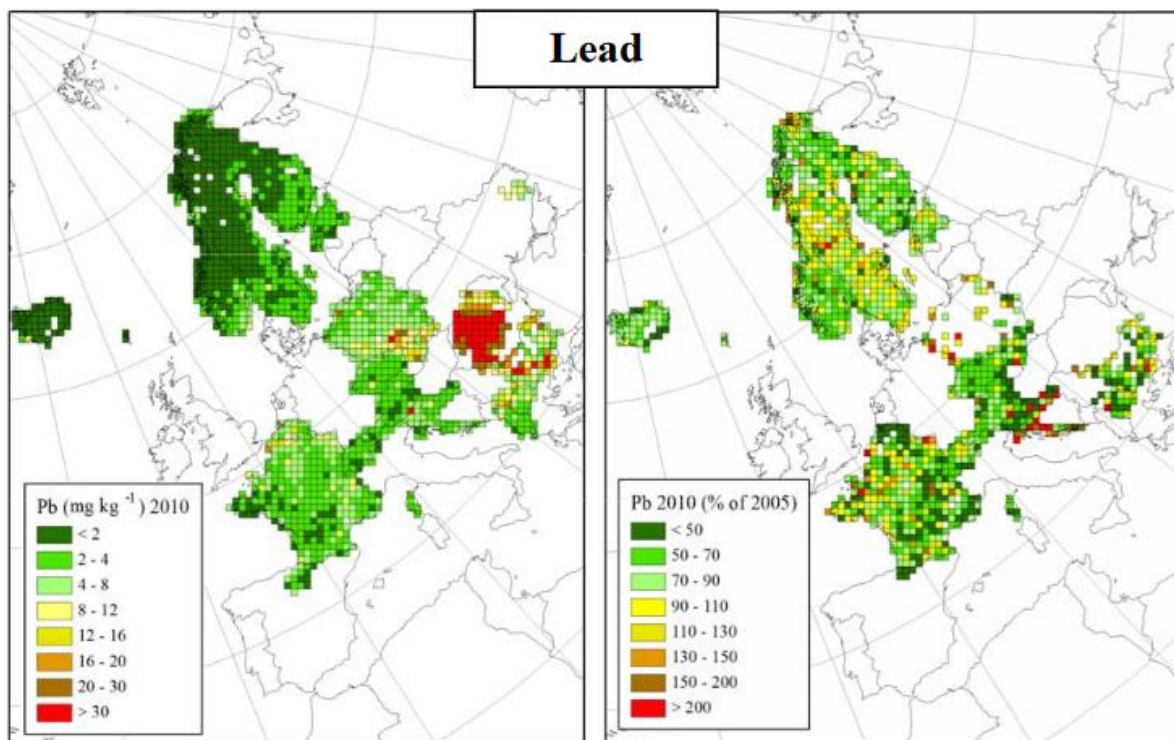 Lead
Pb (mg kg -1) 2010
< 2
2 - 4
4 - 8
8 - 12
12 - 16
16 - 20
20 - 30
> 30
Pb 2010 (% of 2005)
< 50
50 - 70
70 - 90
90 - 110
110 - 130
130 - 150
150 - 200
> 200